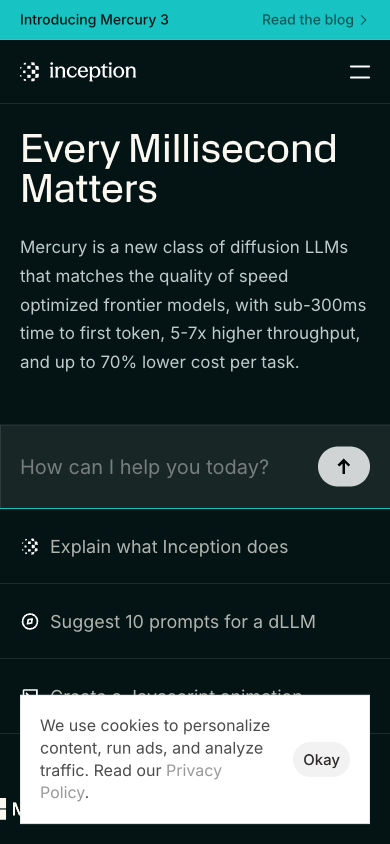 Introducing Mercury 3
Read the blog
inception
Every Millisecond
Matters
Mercury is a new class of diffusion LLMs
that matches the quality of speed
optimized frontier models, with sub-300ms
time to first token, 5-7x higher throughput,
and up to 70% lower cost per task.
How can I help you today?
Explain what Inception does
Suggest 10 prompts for a dLLM
Create a Javascript animation
We use cookies to personalize
content, run ads, and analyze
traffic. Read our Privacy
Policy.
Okay